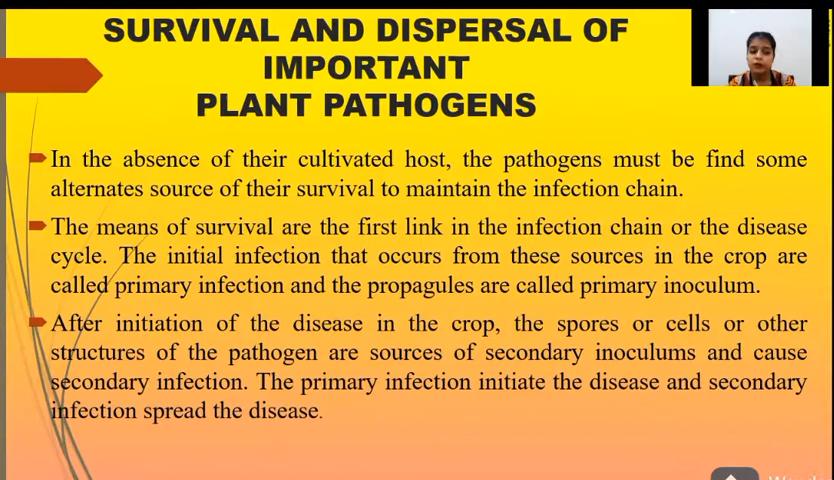 SURVIVAL AND DISPERSAL OF
IMPORTANT
PLANT PATHOGENS
In the absence of their cultivated host, the pathogens must be find some
alternates source of their survival to maintain the infection chain.
The means of survival are the first link in the infection chain or the disease
cycle. The initial infection that occurs from these sources in the crop are
called primary infection and the propagules are called primary inoculum.
After initiation of the disease in the crop, the spores or cells or other
structures of the pathogen are sources of secondary inoculums and cause
secondary infection. The primary infection initiate the disease and secondary
infection spread the disease.